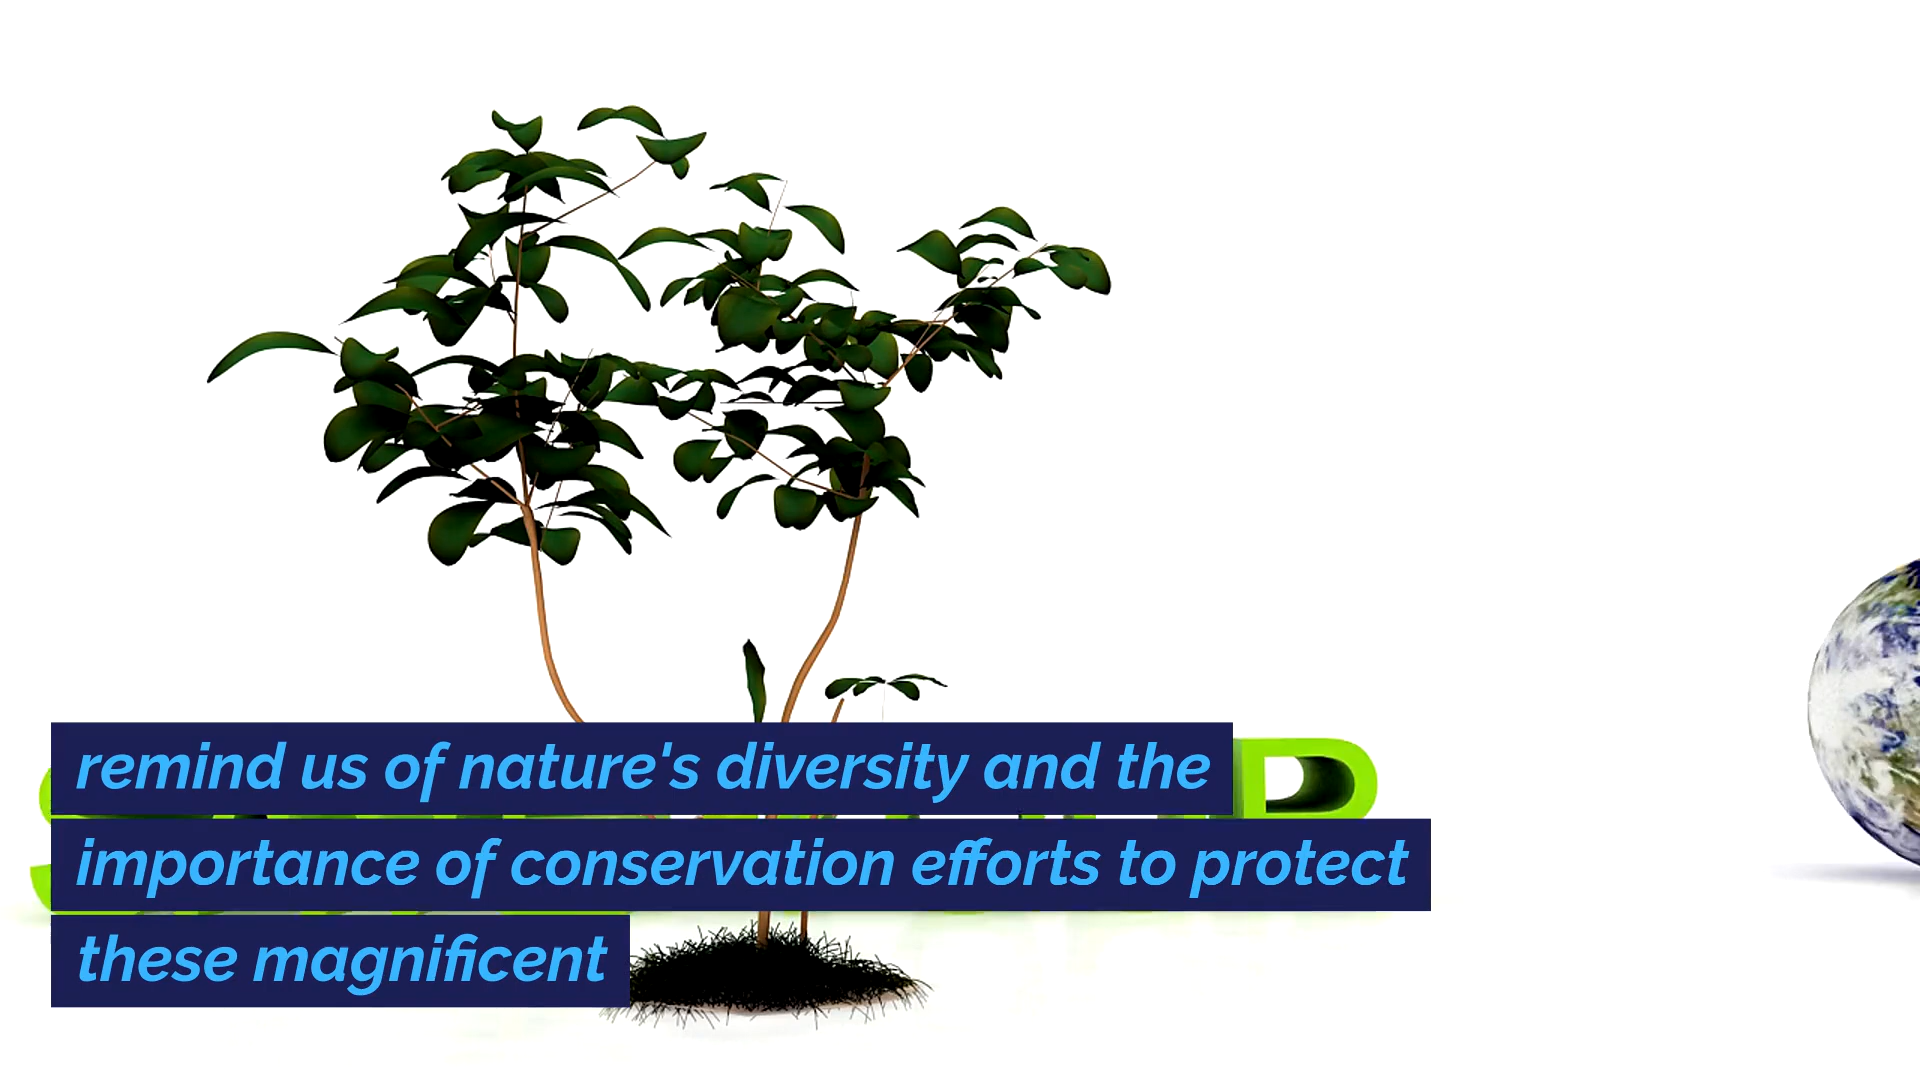 remind us of nature's diversity and the
importance of conservation efforts to protect
these magnificent